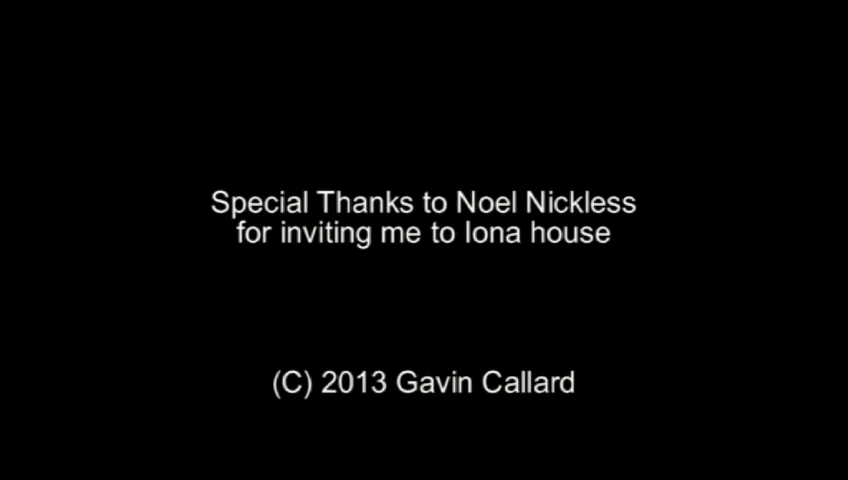 Special Thanks to Noel Nickless
for inviting me to Iona house
(C) 2013 Gavin Callard